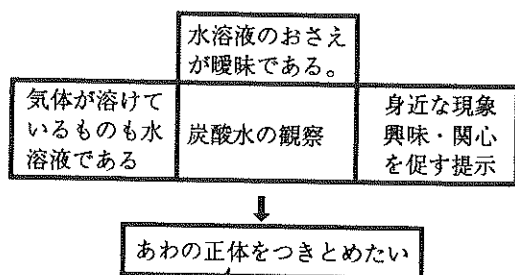 水溶液のおさえ
が曖昧である。
気体が溶けて
いるものも水
溶液である
炭酸水の観察
身近な現象
興味・関心
を促す提示
あわの正体をつきとめたい